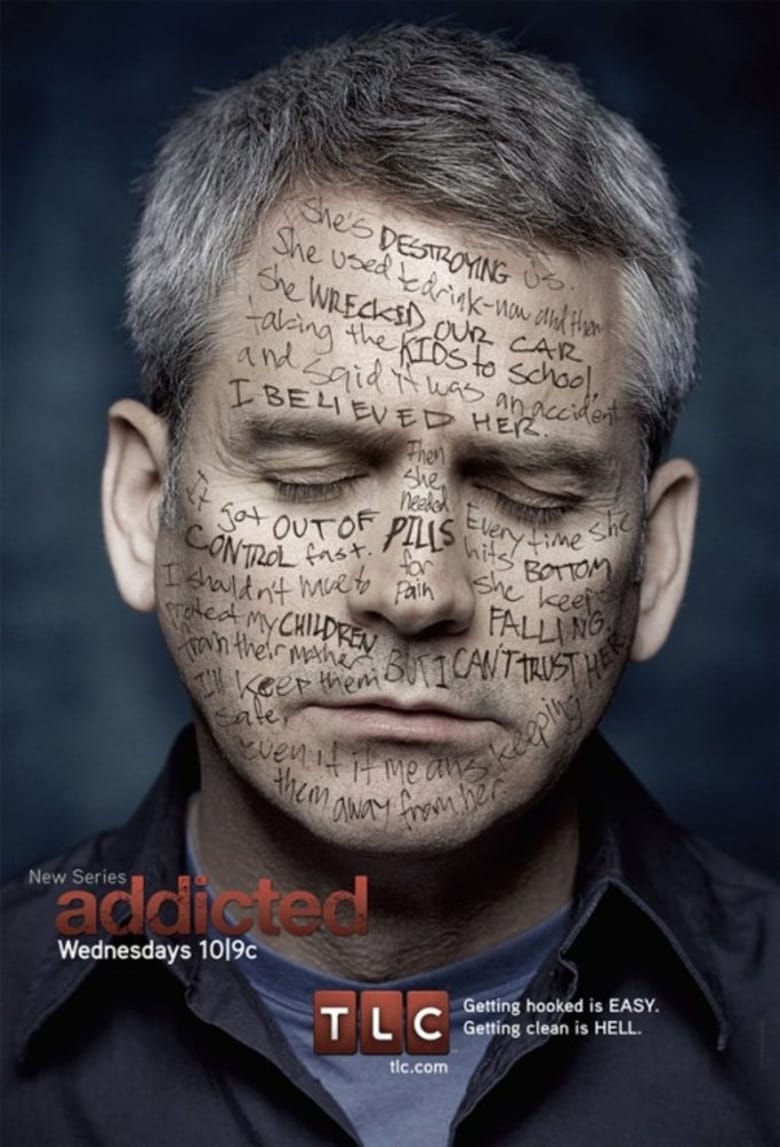 She's DESTROYING US.
She used to drink-now and then
She WRECKED OUR CAR
taking the KIDS to school,
and said it was an accident
I BELIEVED HER.
Then
she
needed
PILLS
for
pain
It got OUT OF
CONTROL fast.
I shouldn't have to
protect my CHILDREN
from their mother
I'll keep them
safe,
Every time she
hits BOTTOM
she keeps
FALLING.
BUT I CAN'T TRUST HER.
even if it means keeping
them away from her
New Series
addicted
Wednesdays 10|9c
TLC
tlc.com
Getting hooked is EASY.
Getting clean is HELL.